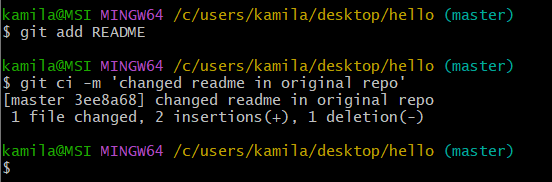 kamila@MSI MINGW64 /c/users/kamila/desktop/hello (master)
$ git add README
kamila@MSI MINGW64 /c/users/kamila/desktop/hello (master)
$ git ci -m 'changed readme in original repo'
[master 3ee8a68] changed readme in original repo
 1 file changed, 2 insertions(+), 1 deletion(-)
kamila@MSI MINGW64 /c/users/kamila/desktop/hello (master)
$